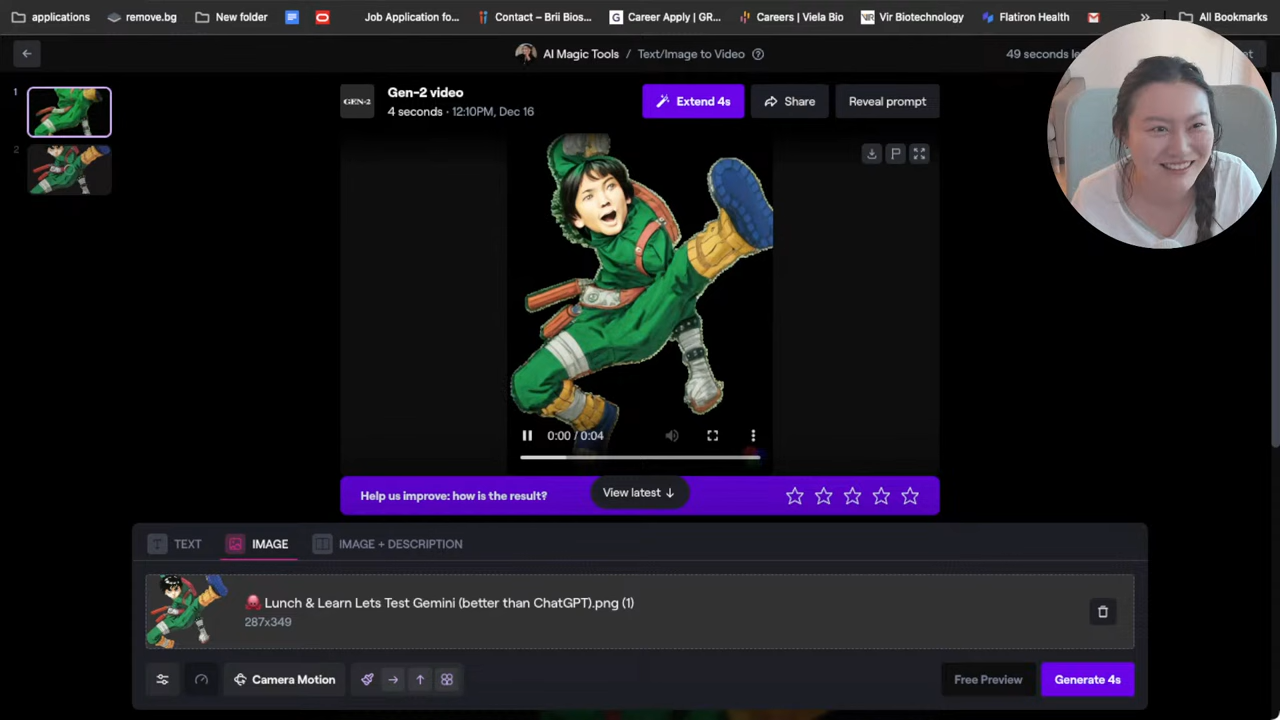 applications
remove.bg
New folder
Job Application fo...
Contact – Brii Bios...
Career Apply | GR...
Careers | Viela Bio
Vir Biotechnology
Flatiron Health
All Bookmarks
AI Magic Tools / Text/Image to Video
49 seconds
1
2
GEN-2
Gen-2 video
4 seconds · 12:10PM, Dec 16
Extend 4s
Share
Reveal prompt
0:00 / 0:04
Help us improve: how is the result?
View latest ↓
TEXT
IMAGE
IMAGE + DESCRIPTION
Lunch & Learn Lets Test Gemini (better than ChatGPT).png (1)
287x349
Camera Motion
Free Preview
Generate 4s